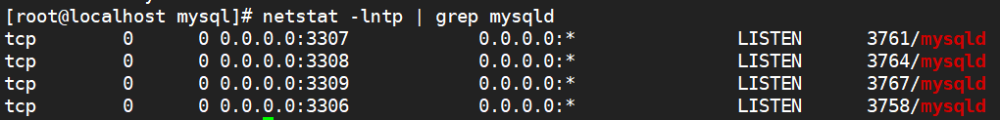 [root@localhost mysql]# netstat -lntp | grep mysqld
tcp        0      0 0.0.0.0:3307            0.0.0.0:*               LISTEN      3761/mysqld
tcp        0      0 0.0.0.0:3308            0.0.0.0:*               LISTEN      3764/mysqld
tcp        0      0 0.0.0.0:3309            0.0.0.0:*               LISTEN      3767/mysqld
tcp        0      0 0.0.0.0:3306            0.0.0.0:*               LISTEN      3758/mysqld